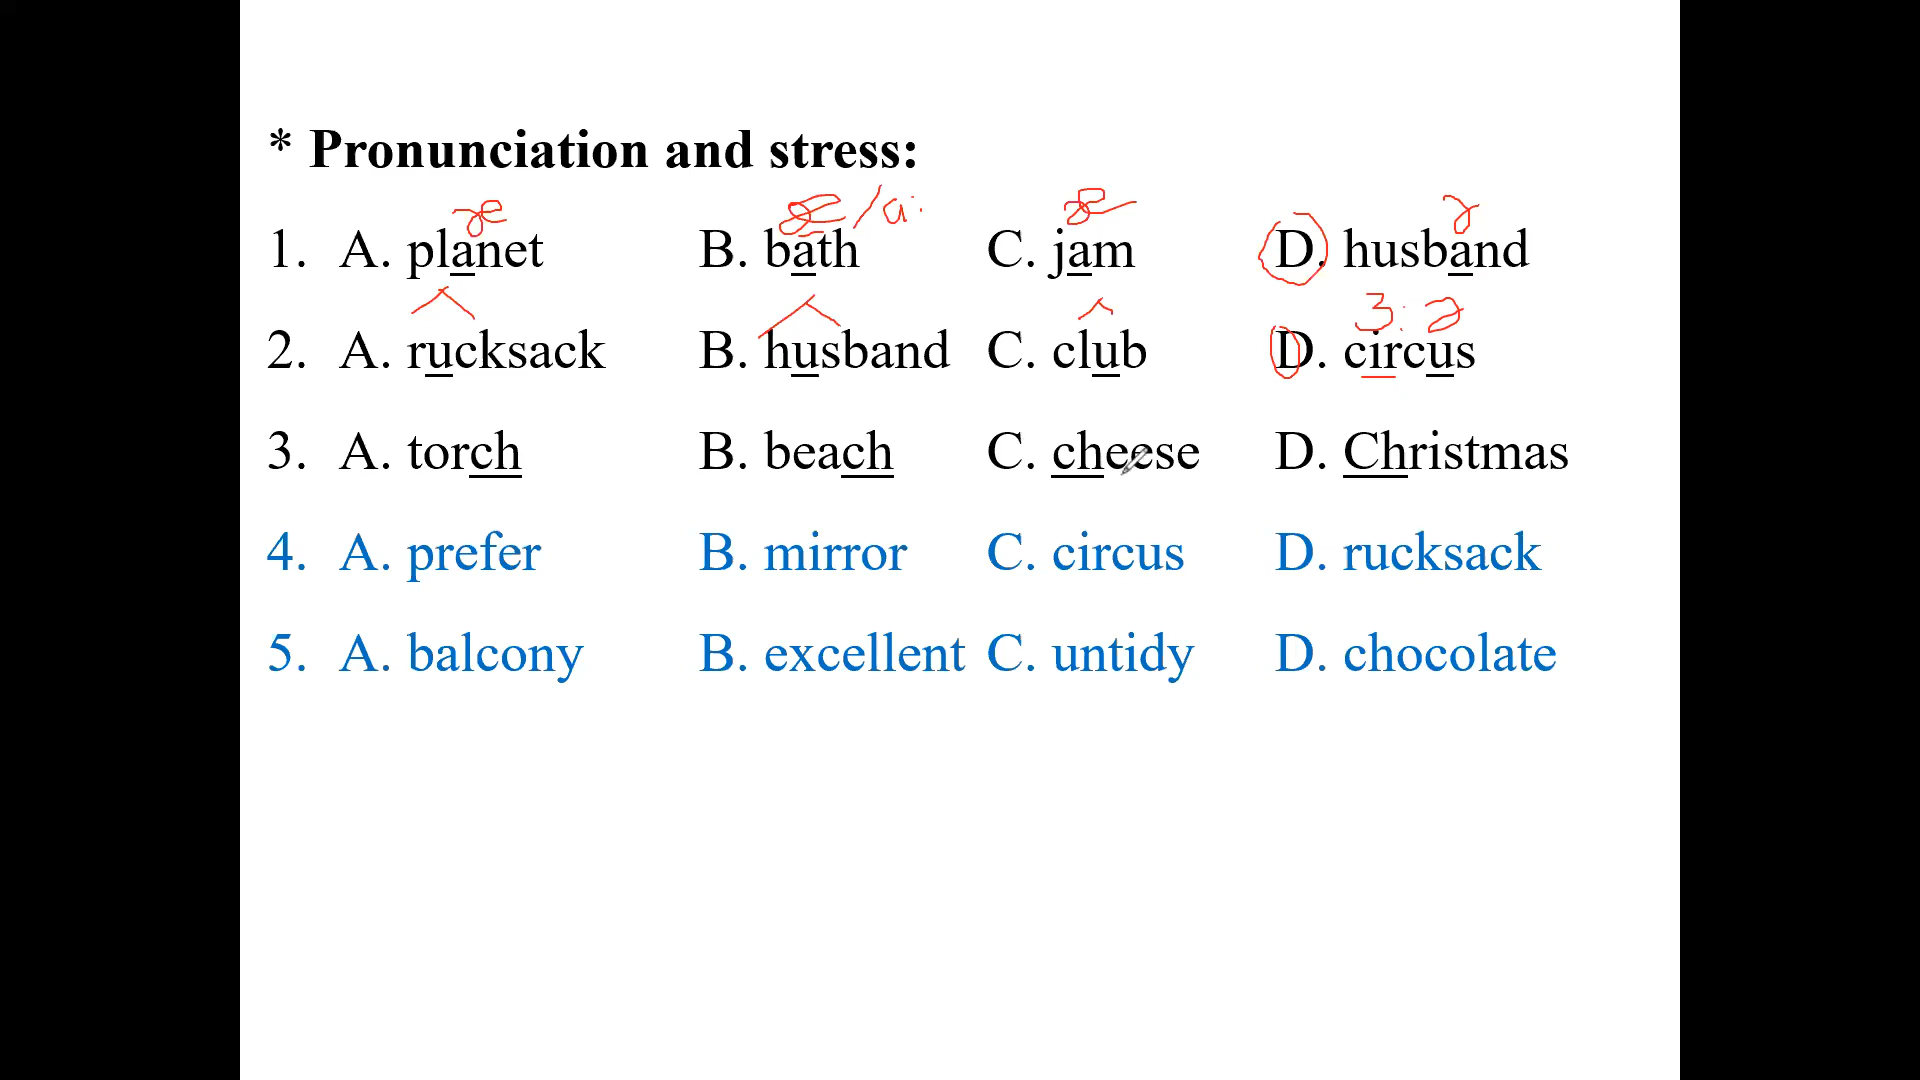 * Pronunciation and stress:
æ æ /a: æ ə
1. A. planet B. bath C. jam D. husband
ʌ ʌ ʌ ɜ: ə
2. A. rucksack B. husband C. club D. circus
3. A. torch B. beach C. cheese D. Christmas
4. A. prefer B. mirror C. circus D. rucksack
5. A. balcony B. excellent C. untidy D. chocolate